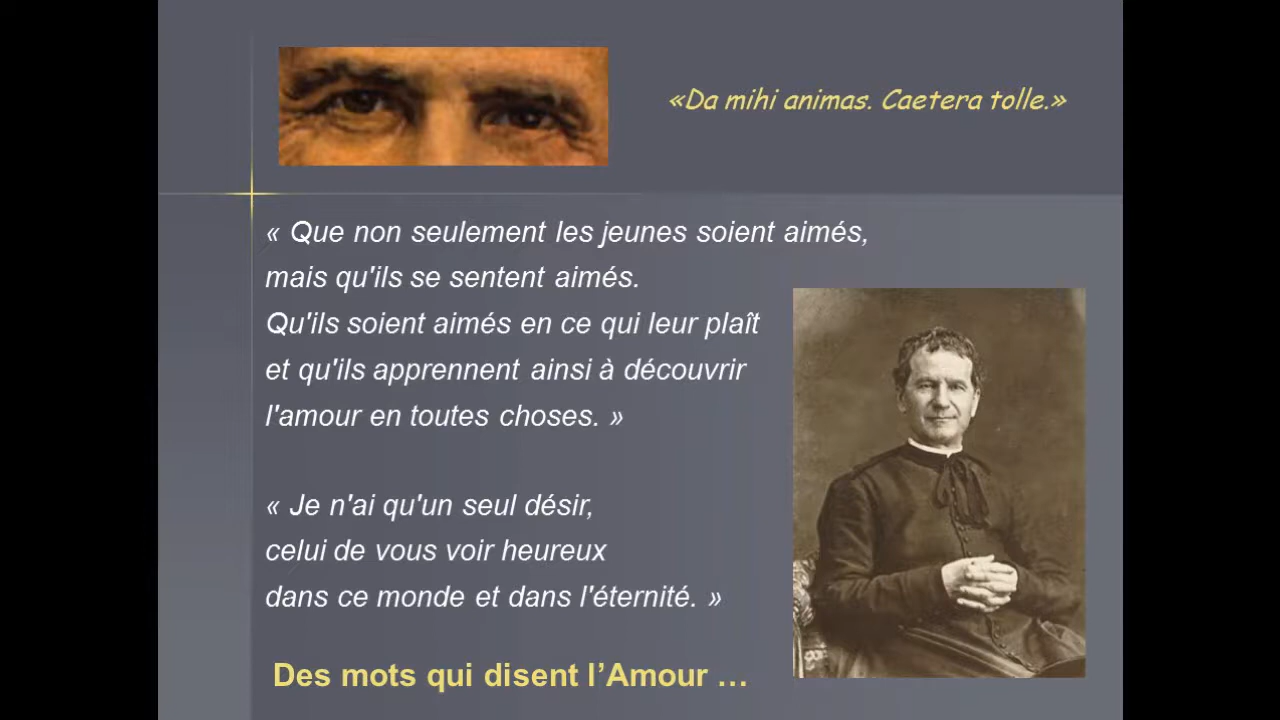 «Da mihi animas. Caetera tolle.»
« Que non seulement les jeunes soient aimés,
mais qu'ils se sentent aimés.
Qu'ils soient aimés en ce qui leur plaît
et qu'ils apprennent ainsi à découvrir
l'amour en toutes choses. »
« Je n'ai qu'un seul désir,
celui de vous voir heureux
dans ce monde et dans l'éternité. »
Des mots qui disent l’Amour …